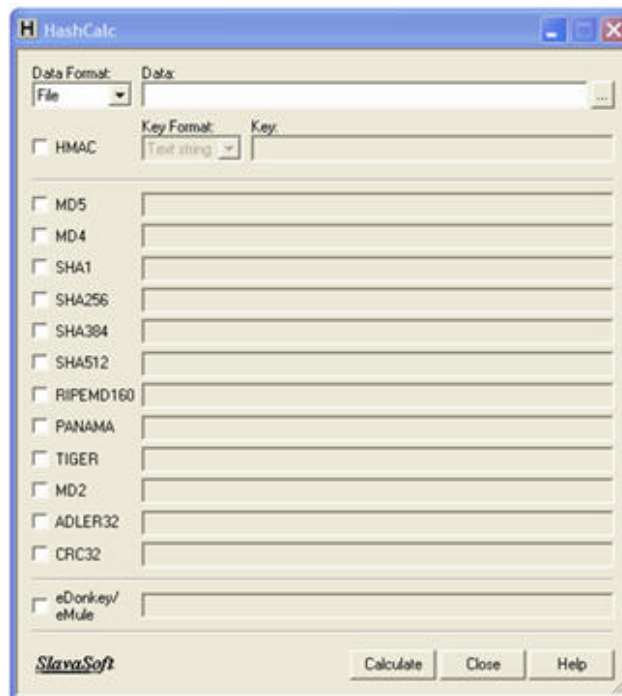 H HashCalc
Data Format: Data:
File ...
Key Format: Key:
HMAC Text string
MD5
MD4
SHA1
SHA256
SHA384
SHA512
RIPEMD160
PANAMA
TIGER
MD2
ADLER32
CRC32
eDonkey/
eMule
SlavaSoft Calculate Close Help